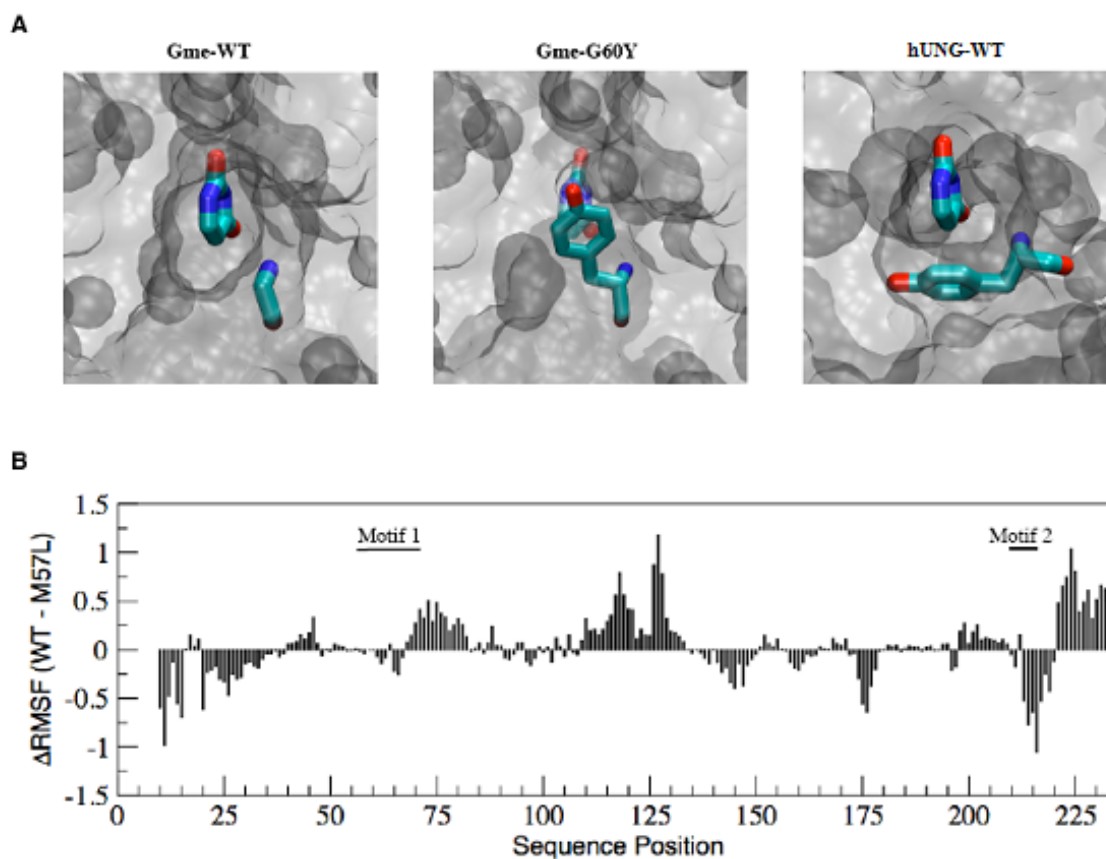 A
Gme-WT Gme-G60Y hUNG-WT
B
ΔRMSF (WT - M57L)
1.5
1
0.5
0
-0.5
-1
-1.5
Motif 1 Motif 2
0 25 50 75 100 125 150 175 200 225
Sequence Position